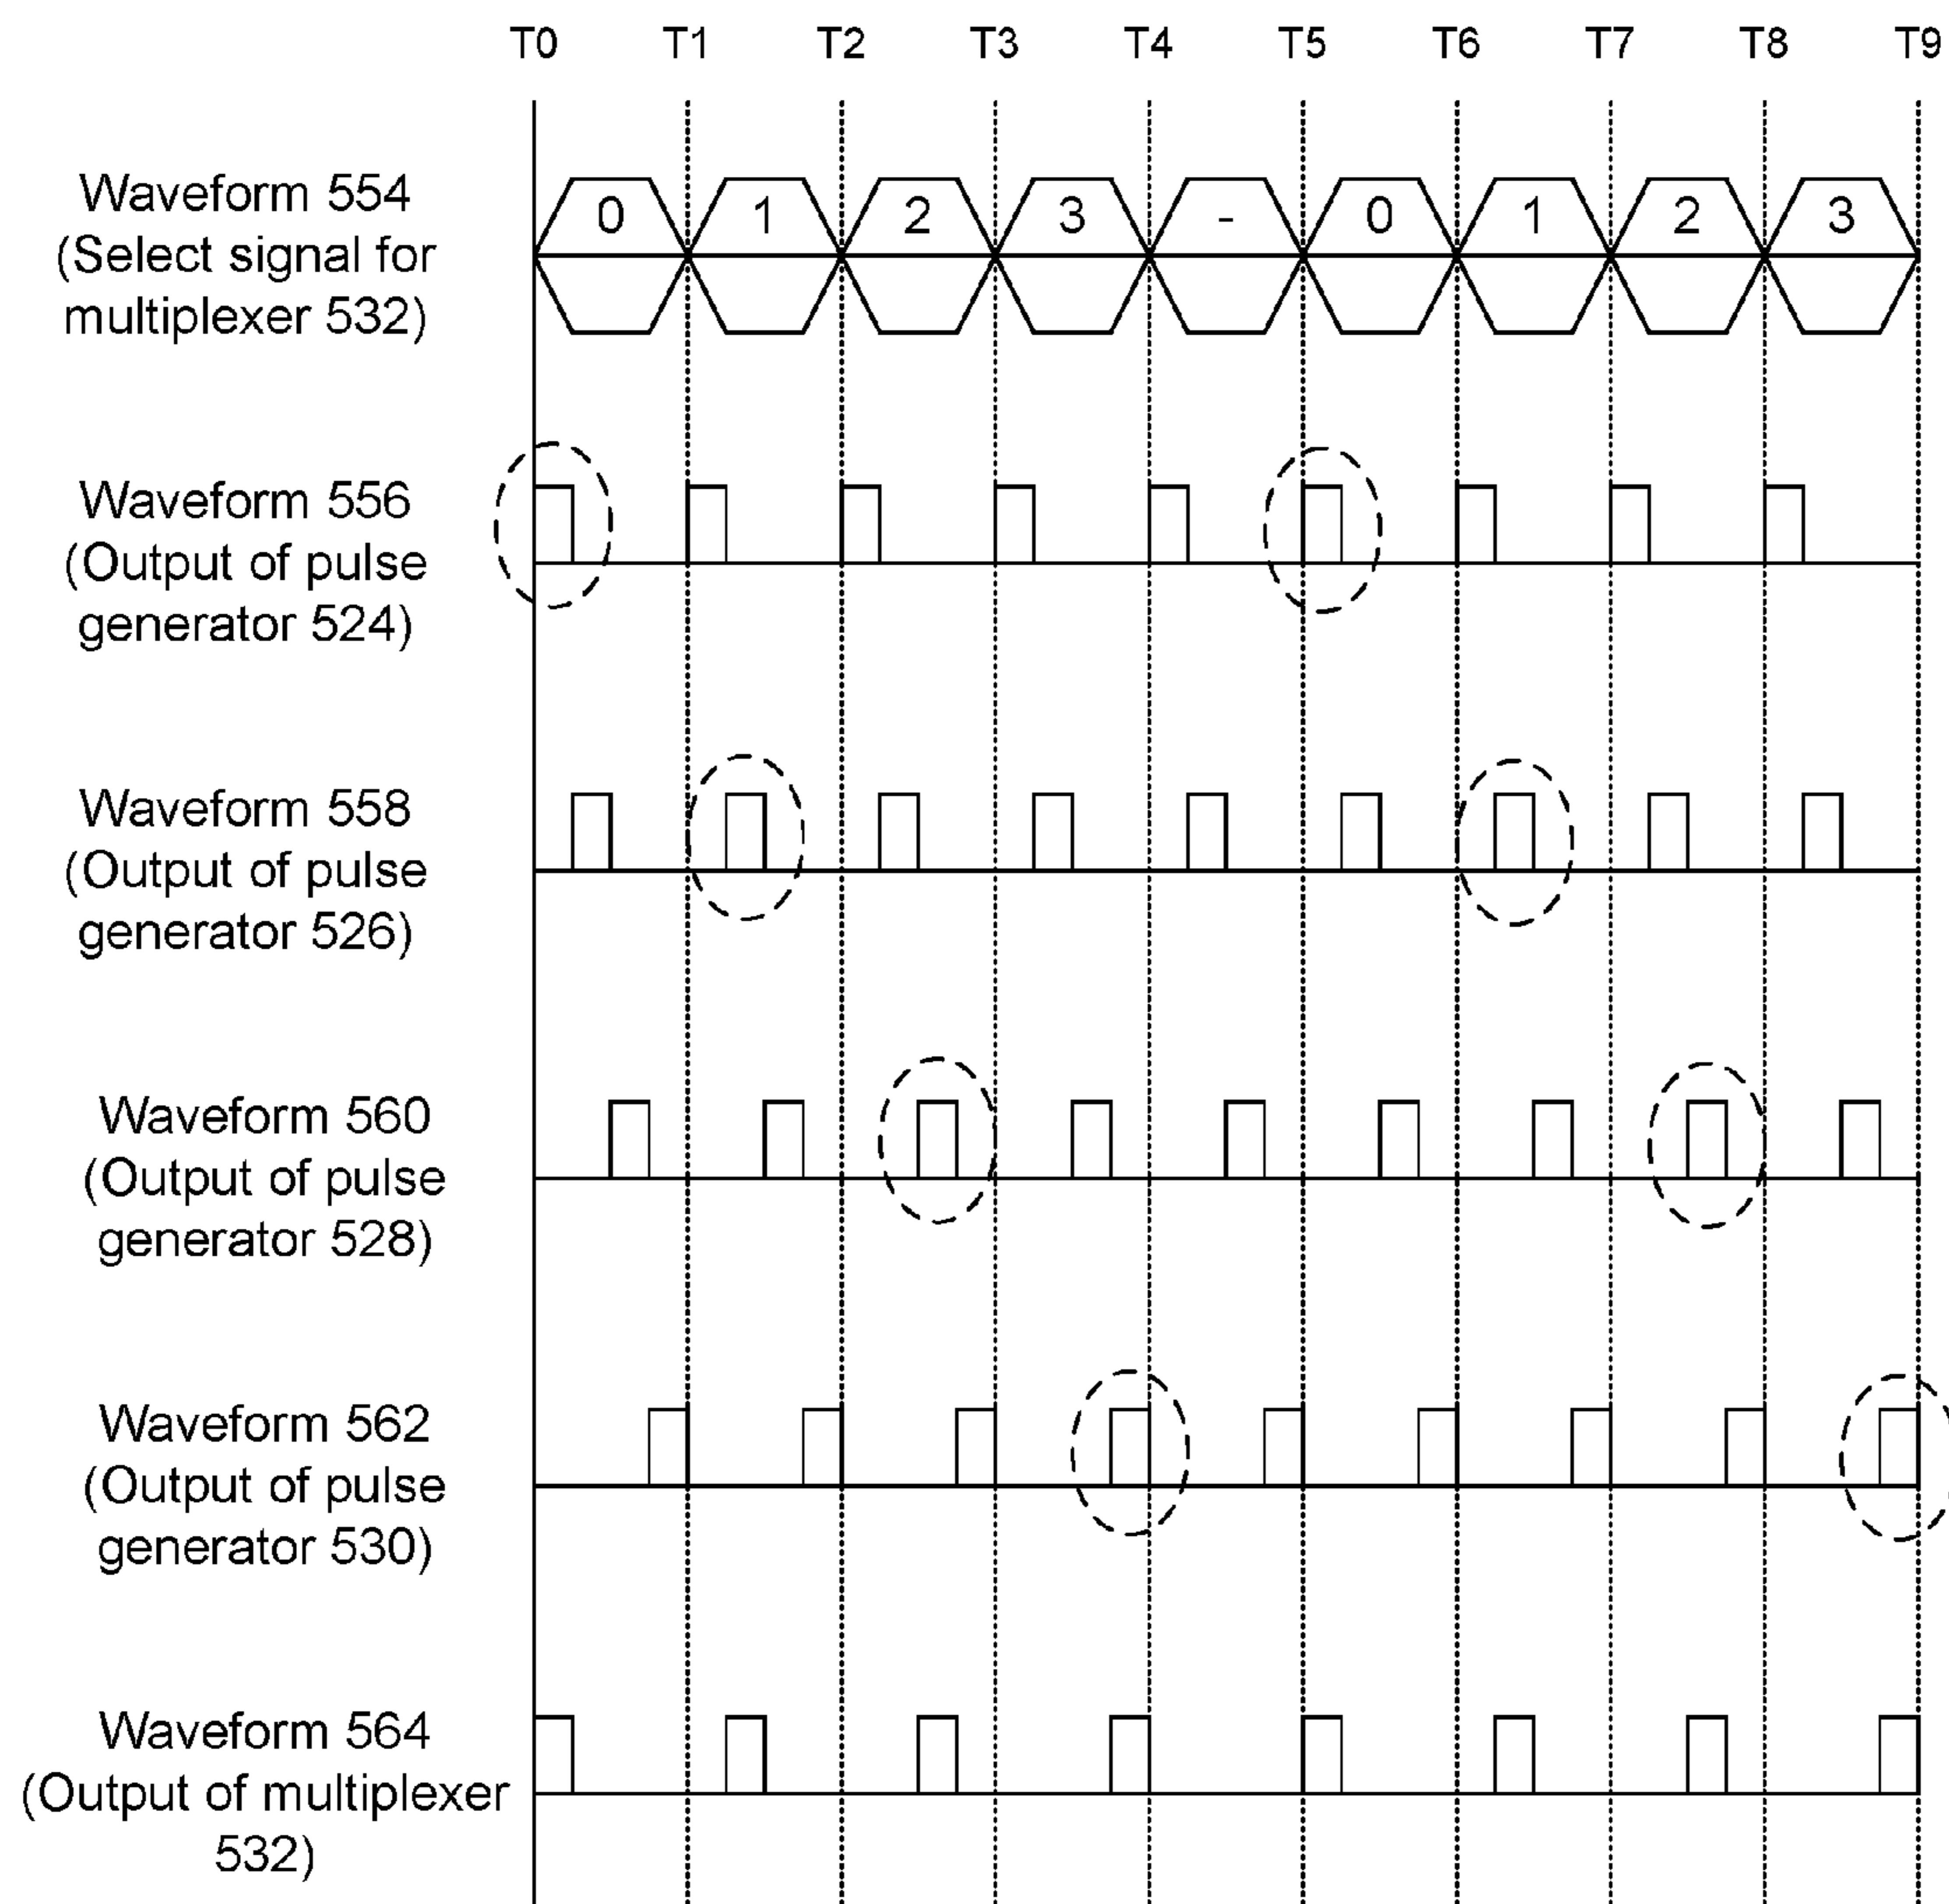 T0 T1 T2 T3 T4 T5 T6 T7 T8 T9
Waveform 554
(Select signal for
multiplexer 532)
0 1 2 3 - 0 1 2 3
Waveform 556
(Output of pulse
generator 524)
Waveform 558
(Output of pulse
generator 526)
Waveform 560
(Output of pulse
generator 528)
Waveform 562
(Output of pulse
generator 530)
Waveform 564
(Output of multiplexer
532)